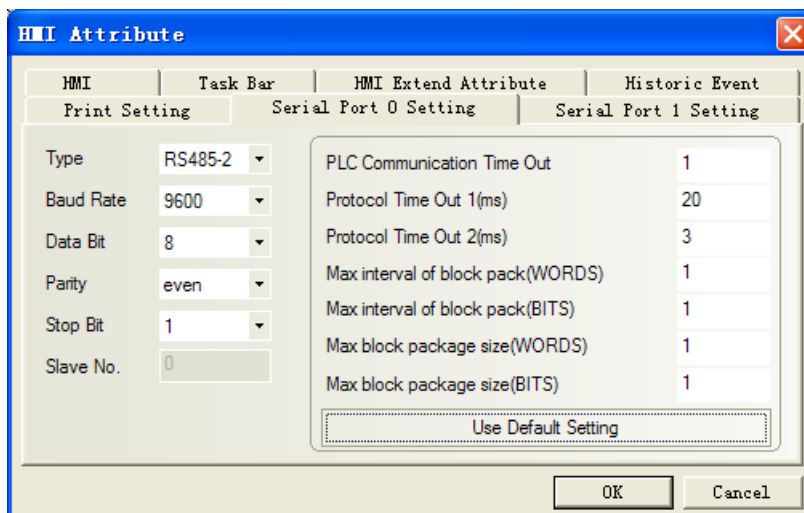 HMI Attribute
HMI Task Bar HMI Extend Attribute Historic Event
Print Setting Serial Port 0 Setting Serial Port 1 Setting
Type RS485-2
Baud Rate 9600
Data Bit 8
Parity even
Stop Bit 1
Slave No. 0
PLC Communication Time Out 1
Protocol Time Out 1(ms) 20
Protocol Time Out 2(ms) 3
Max interval of block pack(WORDS) 1
Max interval of block pack(BITS) 1
Max block package size(WORDS) 1
Max block package size(BITS) 1
Use Default Setting
OK Cancel